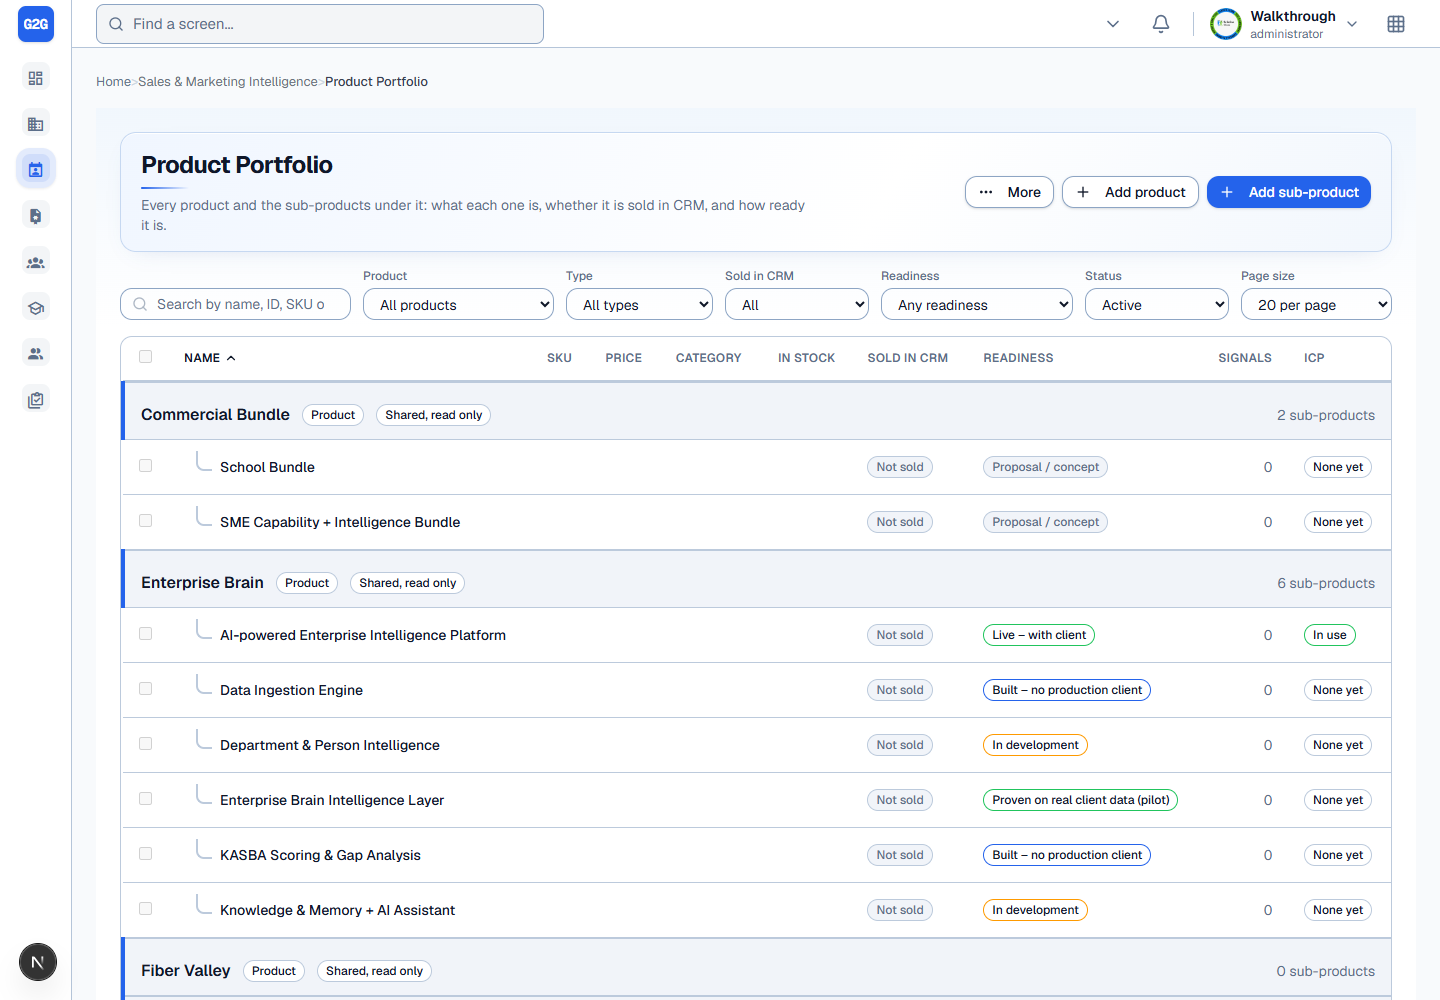 G2G
Find a screen...
Walkthrough
administrator
Home>Sales & Marketing Intelligence>Product Portfolio
Product Portfolio
Every product and the sub-products under it: what each one is, whether it is sold in CRM, and how ready
it is.
More
Add product
Add sub-product
Product
Type
Sold in CRM
Readiness
Status
Page size
Search by name, ID, SKU o
All products
All types
All
Any readiness
Active
20 per page
NAME SKU PRICE CATEGORY IN STOCK SOLD IN CRM READINESS SIGNALS ICP
Commercial Bundle Product Shared, read only 2 sub-products
School Bundle Not sold Proposal / concept 0 None yet
SME Capability + Intelligence Bundle Not sold Proposal / concept 0 None yet
Enterprise Brain Product Shared, read only 6 sub-products
AI-powered Enterprise Intelligence Platform Not sold Live – with client 0 In use
Data Ingestion Engine Not sold Built – no production client 0 None yet
Department & Person Intelligence Not sold In development 0 None yet
Enterprise Brain Intelligence Layer Not sold Proven on real client data (pilot) 0 None yet
KASBA Scoring & Gap Analysis Not sold Built – no production client 0 None yet
Knowledge & Memory + AI Assistant Not sold In development 0 None yet
N
Fiber Valley Product Shared, read only 0 sub-products